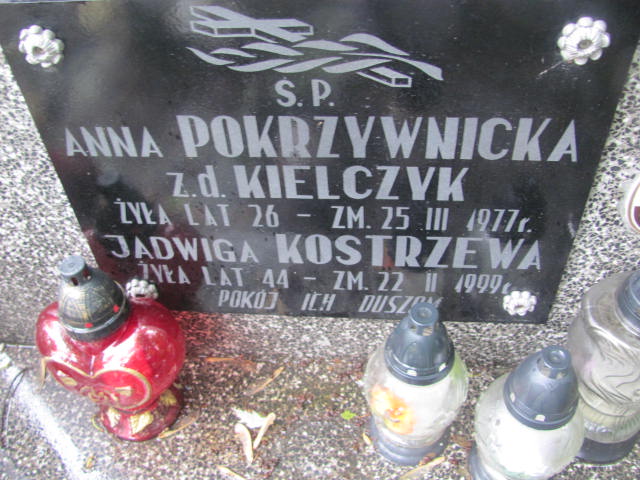 Ś.P.
ANNA POKRZYWNICKA
z.d. KIELCZYK
ŻYŁA LAT 26 - ZM. 25 III 1977r.
JADWIGA KOSTRZEWA
ŻYŁA LAT 44 - ZM. 22 II 1999r.
POKÓJ ICH DUSZOM